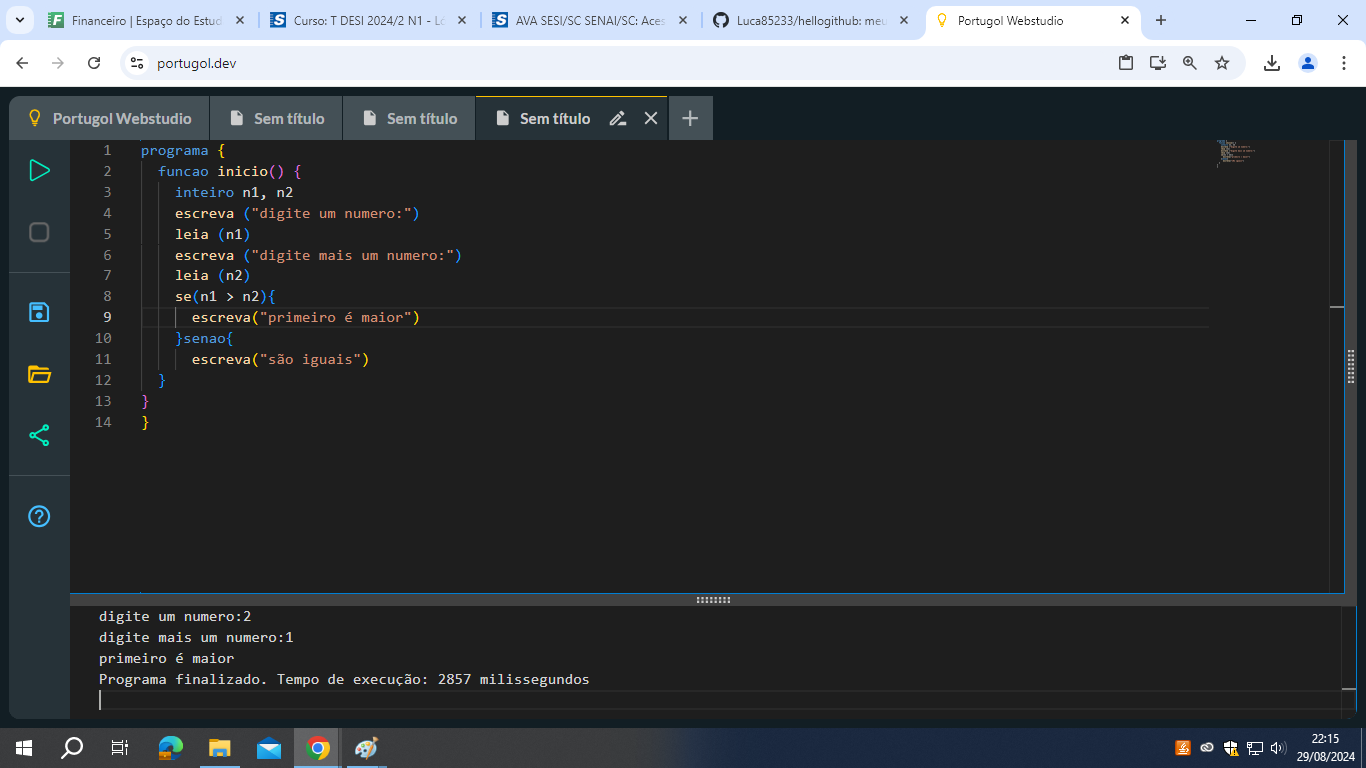 Financeiro | Espaço do Estud
Curso: T DESI 2024/2 N1 - Ló
AVA SESI/SC SENAI/SC: Aces
Luca85233/hellogithub: meu
Portugol Webstudio
portugol.dev
Portugol Webstudio
Sem título
Sem título
Sem título
1 programa {
2 funcao inicio() {
3 inteiro n1, n2
4 escreva ("digite um numero:")
5 leia (n1)
6 escreva ("digite mais um numero:")
7 leia (n2)
8 se(n1 > n2){
9 escreva("primeiro é maior")
10 }senao{
11 escreva("são iguais")
12 }
13 }
14 }
digite um numero:2
digite mais um numero:1
primeiro é maior
Programa finalizado. Tempo de execução: 2857 milissegundos
22:15
29/08/2024